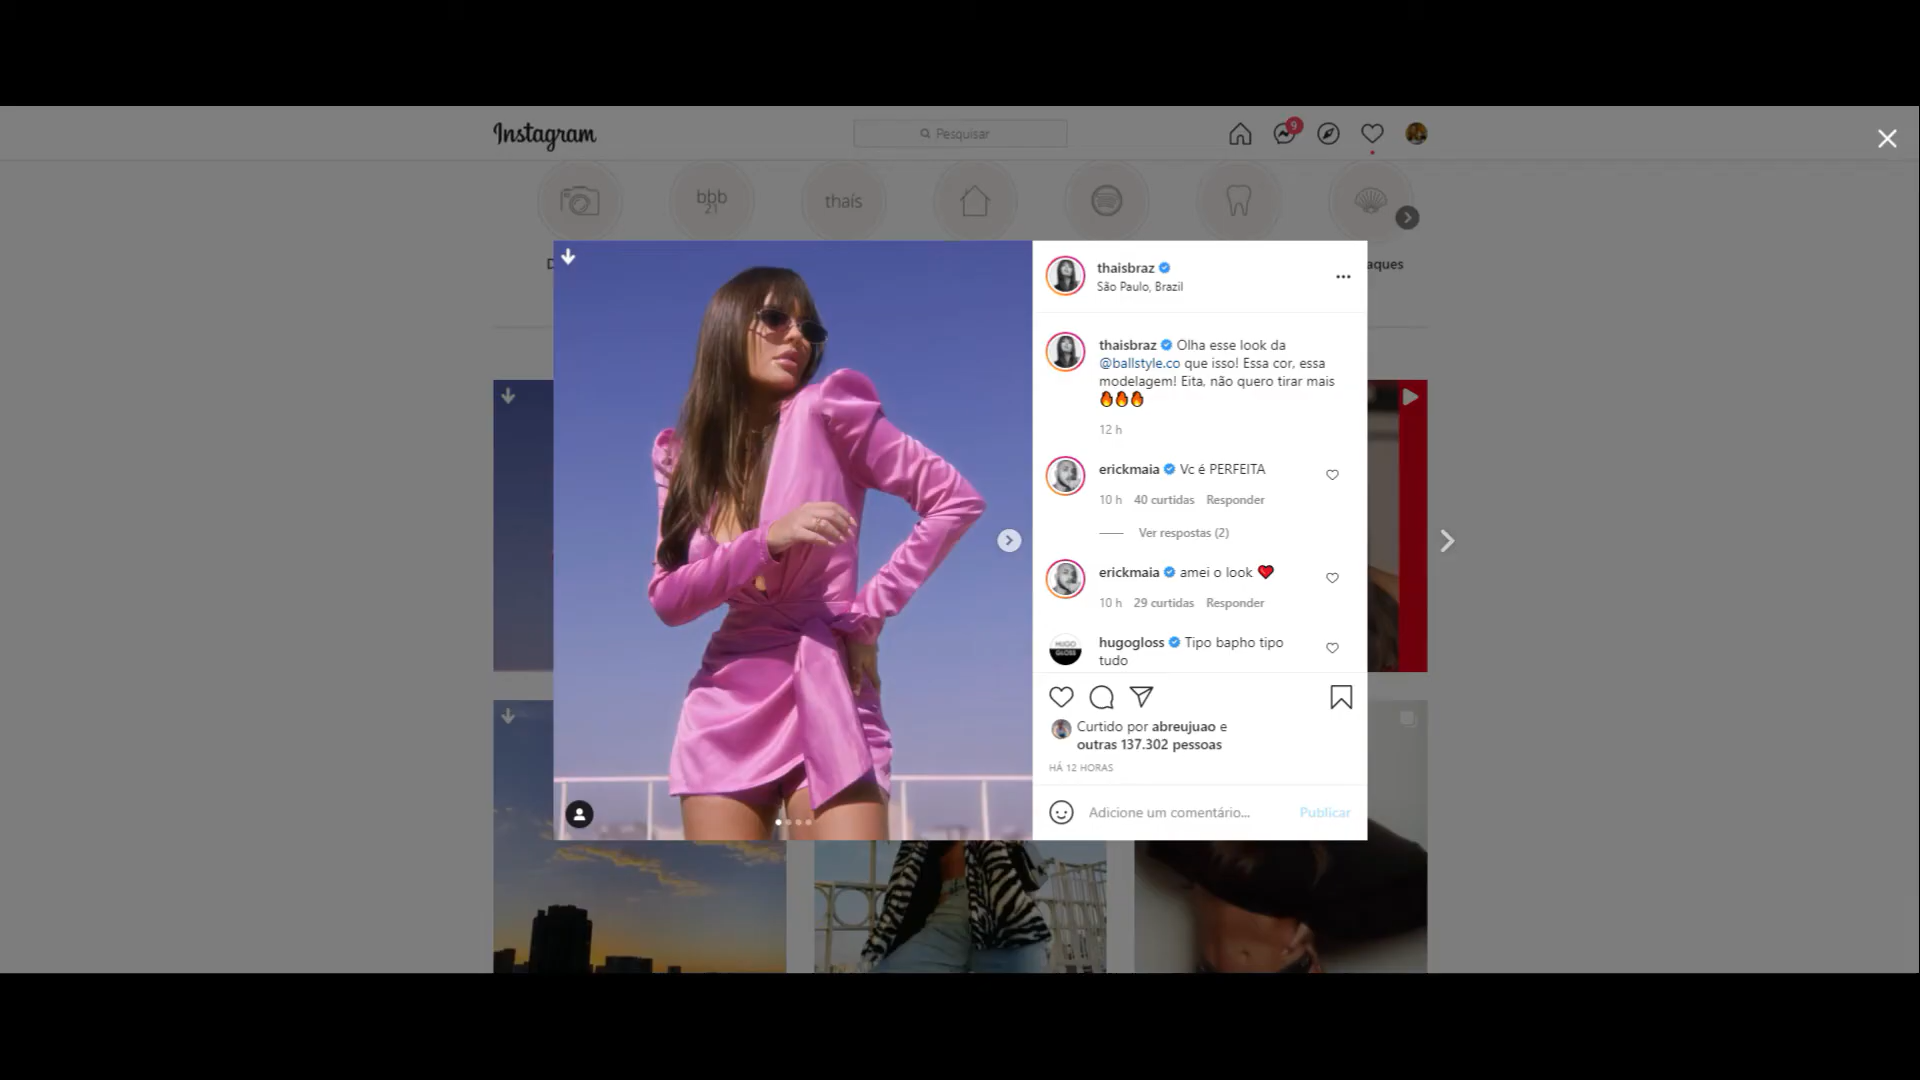 Instagram
Pesquisar
9
bbb
21
thaís
D
aques
thaisbraz
São Paulo, Brazil
thaisbraz Olha esse look da
@ballstyle.co que isso! Essa cor, essa
modelagem! Eita, não quero tirar mais
🔥🔥🔥
12 h
erickmaia Vc é PERFEITA
10 h 40 curtidas Responder
Ver respostas (2)
erickmaia amei o look ❤
10 h 29 curtidas Responder
HUGO
GLOSS
hugogloss Tipo bapho tipo
tudo
Curtido por abreujuao e
outras 137.302 pessoas
HÁ 12 HORAS
Adicione um comentário... Publicar